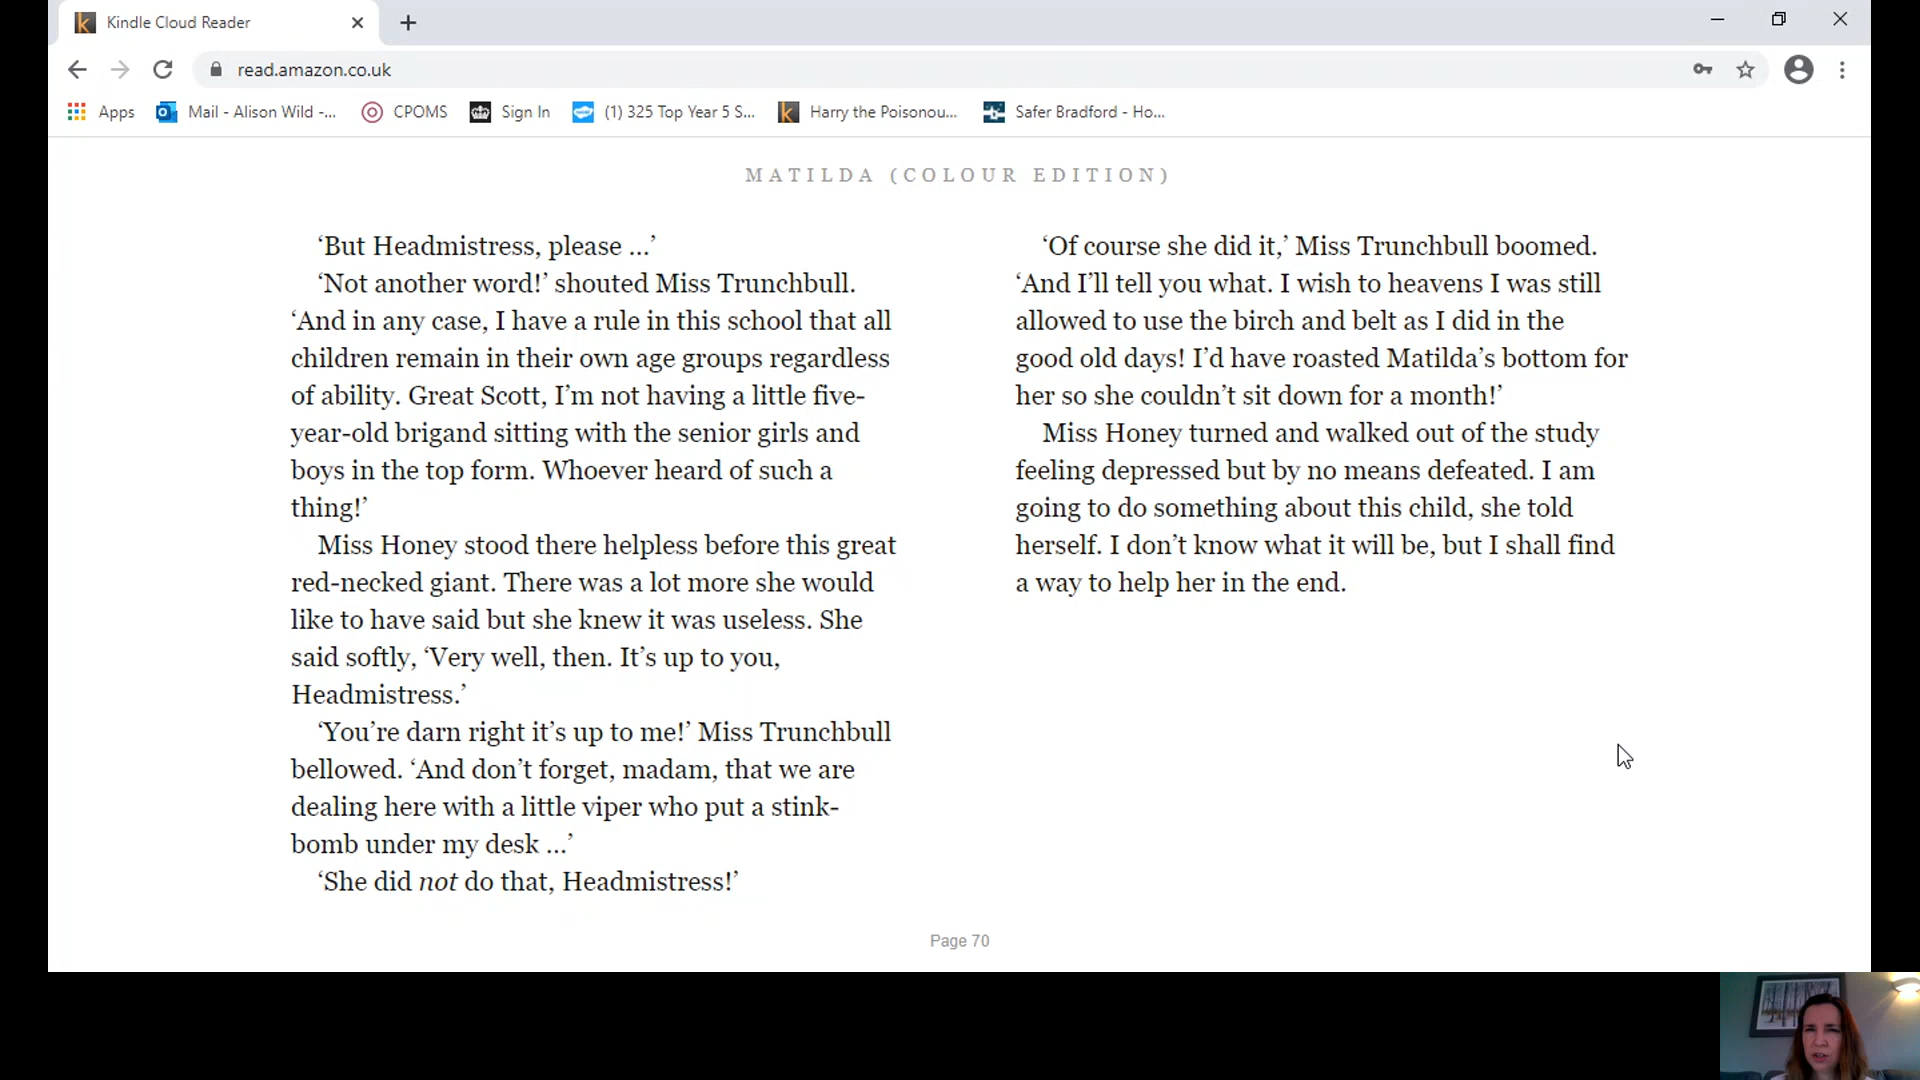 Kindle Cloud Reader
read.amazon.co.uk
Apps
Mail - Alison Wild -...
CPOMS
Sign In
(1) 325 Top Year 5 S...
Harry the Poisonou...
Safer Bradford - Ho...
MATILDA (COLOUR EDITION)
‘But Headmistress, please ...’
‘Not another word!’ shouted Miss Trunchbull.
‘And in any case, I have a rule in this school that all
children remain in their own age groups regardless
of ability. Great Scott, I’m not having a little five-
year-old brigand sitting with the senior girls and
boys in the top form. Whoever heard of such a
thing!’
Miss Honey stood there helpless before this great
red-necked giant. There was a lot more she would
like to have said but she knew it was useless. She
said softly, ‘Very well, then. It’s up to you,
Headmistress.’
‘You’re darn right it’s up to me!’ Miss Trunchbull
bellowed. ‘And don’t forget, madam, that we are
dealing here with a little viper who put a stink-
bomb under my desk ...’
‘She did not do that, Headmistress!’
‘Of course she did it,’ Miss Trunchbull boomed.
‘And I’ll tell you what. I wish to heavens I was still
allowed to use the birch and belt as I did in the
good old days! I’d have roasted Matilda’s bottom for
her so she couldn’t sit down for a month!’
Miss Honey turned and walked out of the study
feeling depressed but by no means defeated. I am
going to do something about this child, she told
herself. I don’t know what it will be, but I shall find
a way to help her in the end.
Page 70